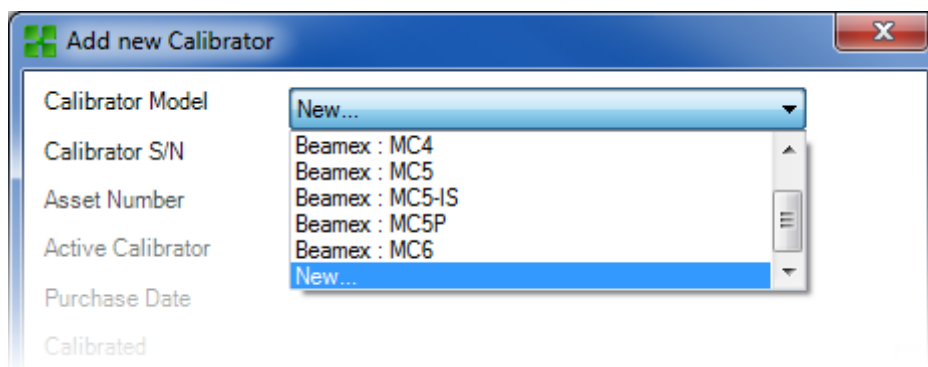 Add new Calibrator
x
Calibrator Model
New...
Calibrator S/N
Beamex : MC4
Beamex : MC5
Asset Number
Beamex : MC5-IS
Beamex : MC5P
Active Calibrator
Beamex : MC6
New...
Purchase Date
Calibrated